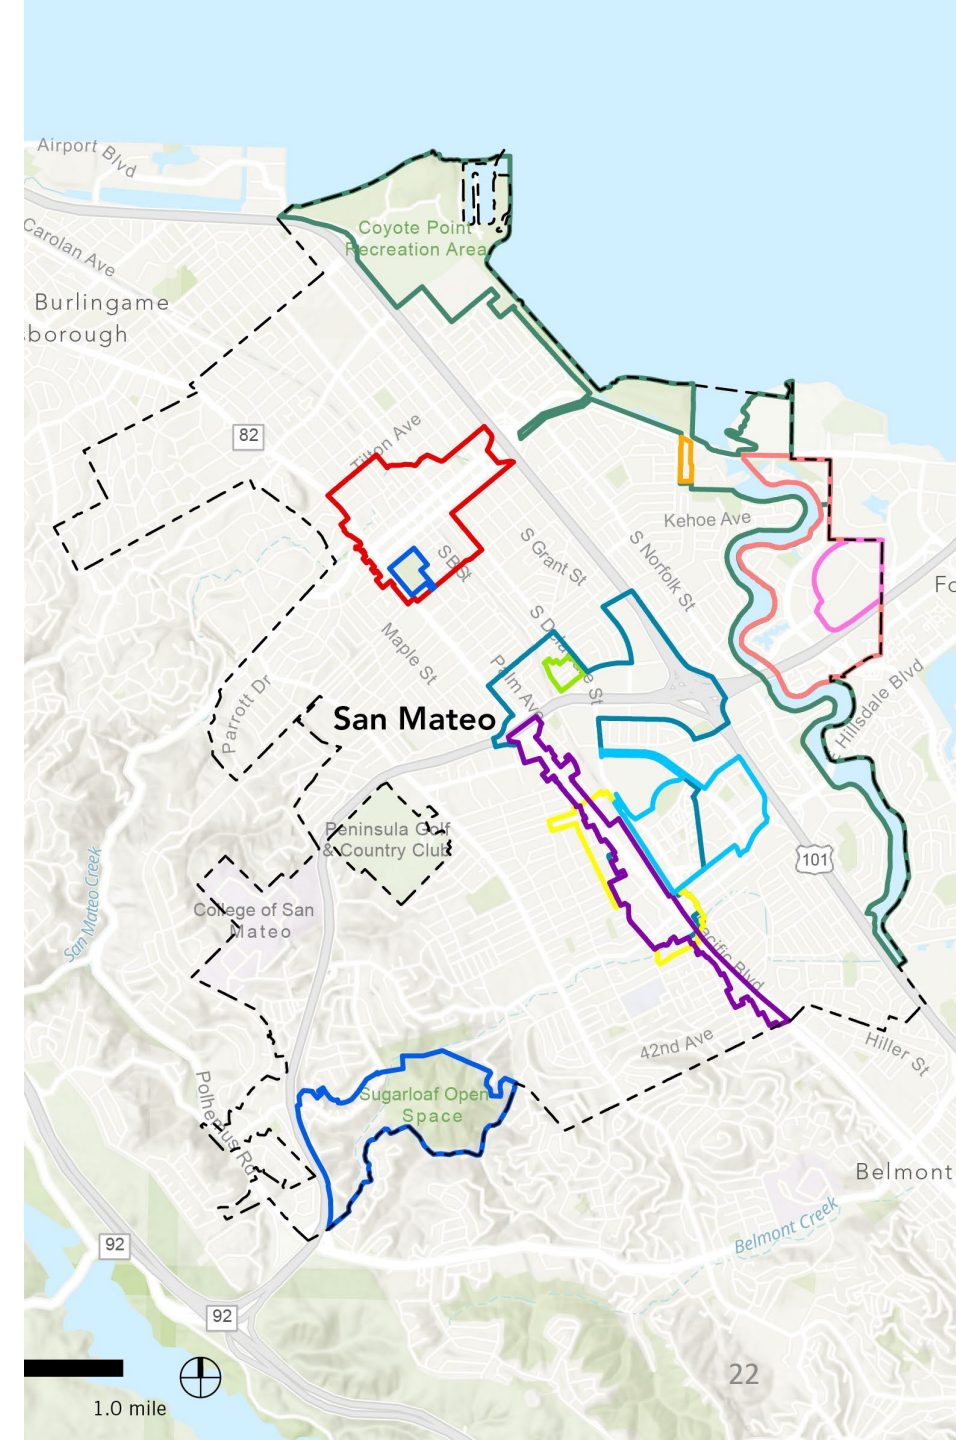 Airport Blvd
Carolan Ave
Coyote Point
Recreation Area
Burlingame
sborough
82
Tilton Ave
Kehoe Ave
S B St
S Grant St
S Norfolk St
Fo
Maple St
S Delaware St
Palm Ave
Parrott Dr
San Mateo
Hillsdale Blvd
Peninsula Golf
& Country Club
101
San Mateo Creek
College of San
Mateo
Pacific Blvd
42nd Ave
Hiller St
Polhemus Rd
Sugarloaf Open
Space
Belmont
Belmont Creek
92
92
22
1.0 mile